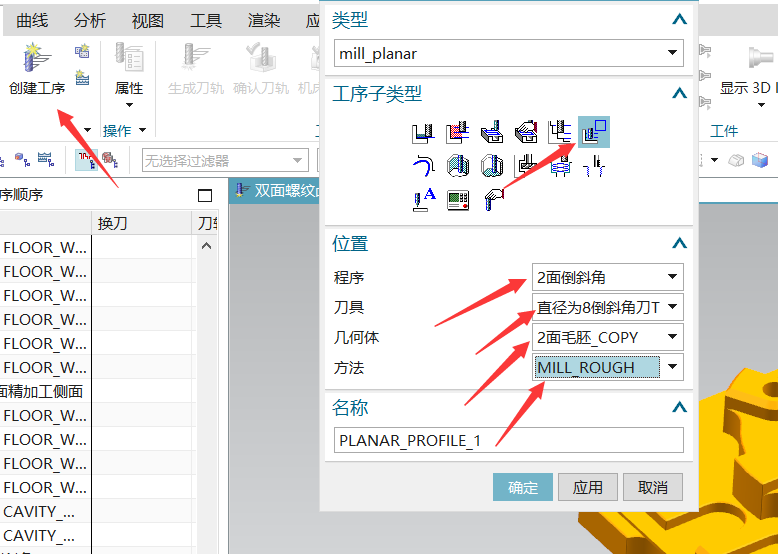 曲线 分析 视图 工具 渲染
创建工序 属性 生成刀轨 确认刀轨
显示 3D
操作 工件
无选择过滤器
序顺序
双面螺纹
换刀
FLOOR_W...
FLOOR_W...
FLOOR_W...
FLOOR_W...
FLOOR_W...
FLOOR_W...
面精加工侧面
FLOOR_W...
FLOOR_W...
FLOOR_W...
FLOOR_W...
CAVITY_...
CAVITY_...
类型
mill_planar
工序子类型
A
位置
程序 2面倒斜角
刀具 直径为8倒斜角刀T
几何体 2面毛胚_COPY
方法 MILL_ROUGH
名称
PLANAR_PROFILE_1
确定 应用 取消